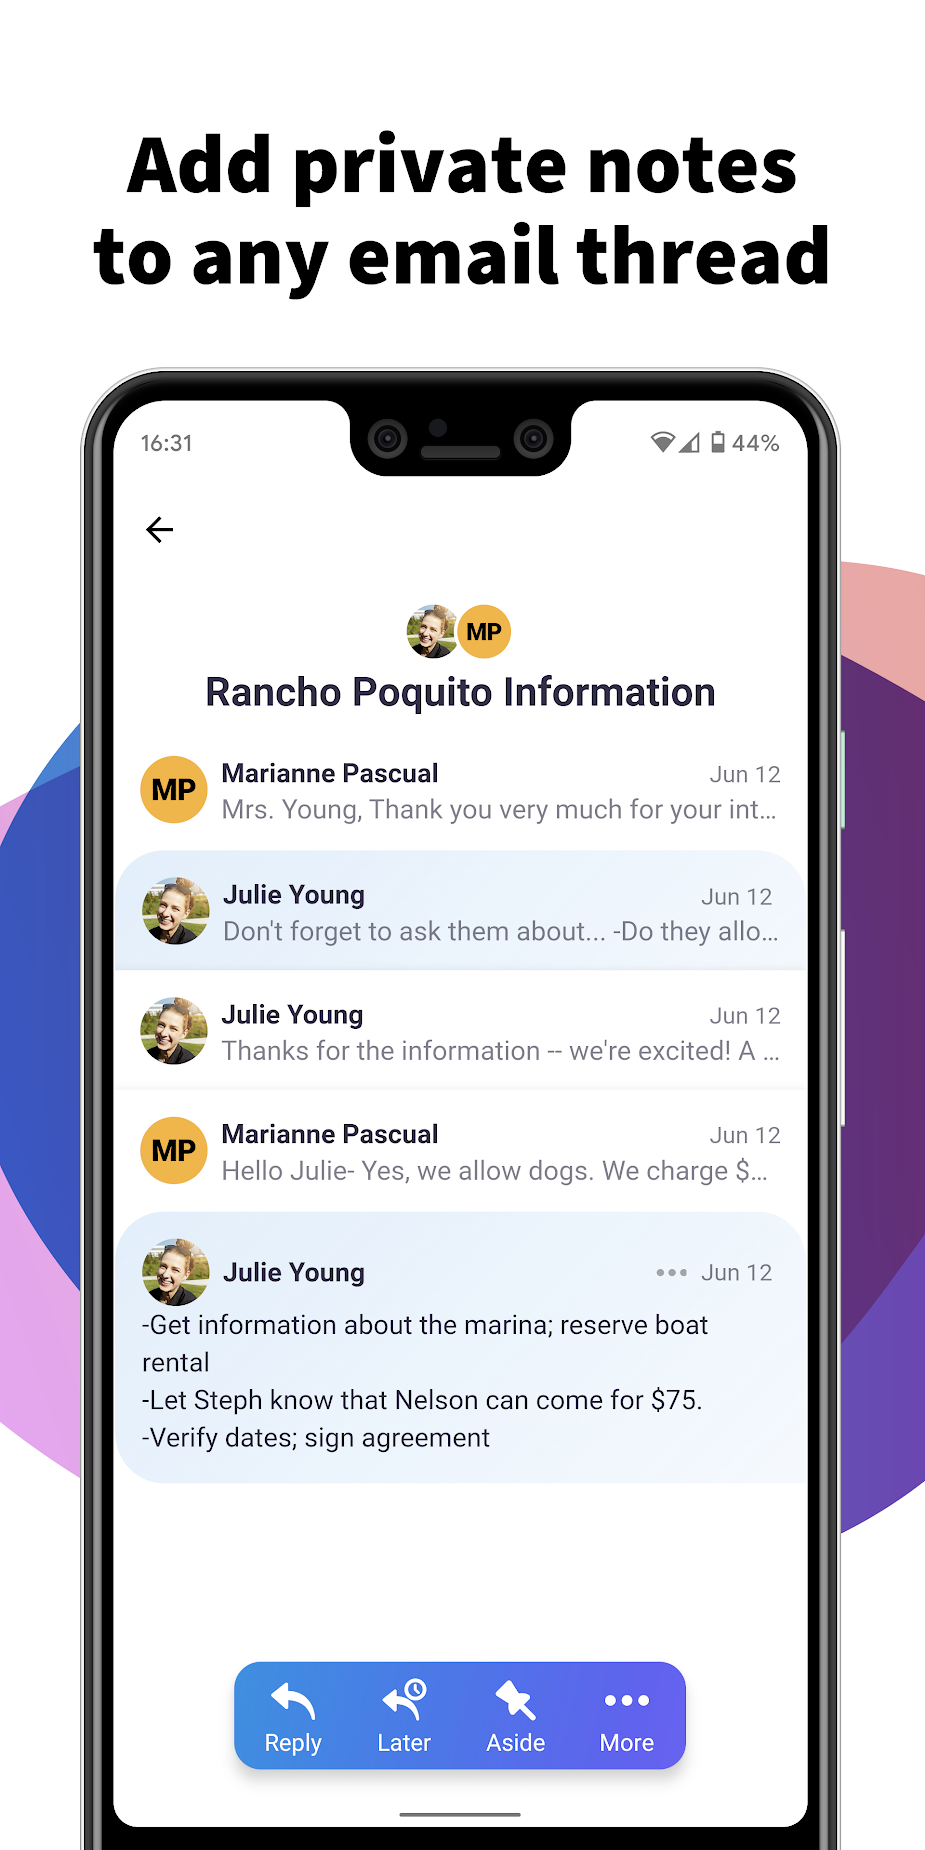 Add private notes
to any email thread
16:31
44%
MP
Rancho Poquito Information
MP
Marianne Pascual
Jun 12
Mrs. Young, Thank you very much for your int...
Julie Young
Jun 12
Don't forget to ask them about... -Do they allo...
Julie Young
Jun 12
Thanks for the information -- we're excited! A ...
MP
Marianne Pascual
Jun 12
Hello Julie- Yes, we allow dogs. We charge $...
Julie Young
Jun 12
-Get information about the marina; reserve boat
rental
-Let Steph know that Nelson can come for $75.
-Verify dates; sign agreement
Reply
Later
Aside
More